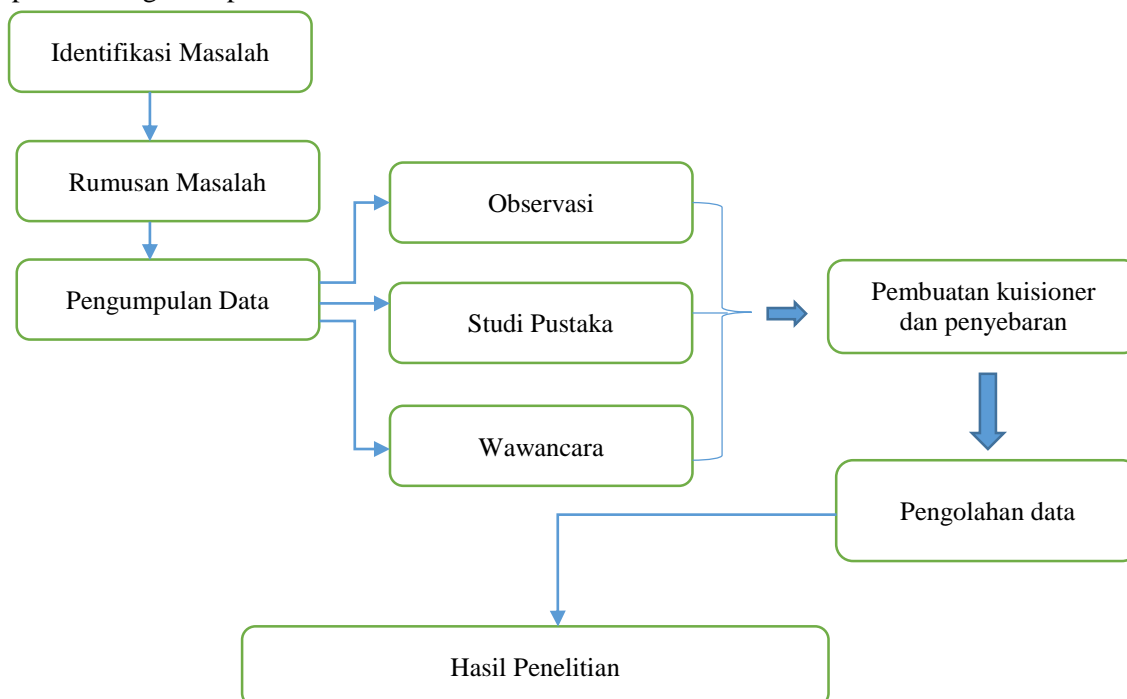 Identifikasi Masalah
Rumusan Masalah
Pengumpulan Data
Observasi
Studi Pustaka
Wawancara
Pembuatan kuisioner
dan penyebaran
Pengolahan data
Hasil Penelitian